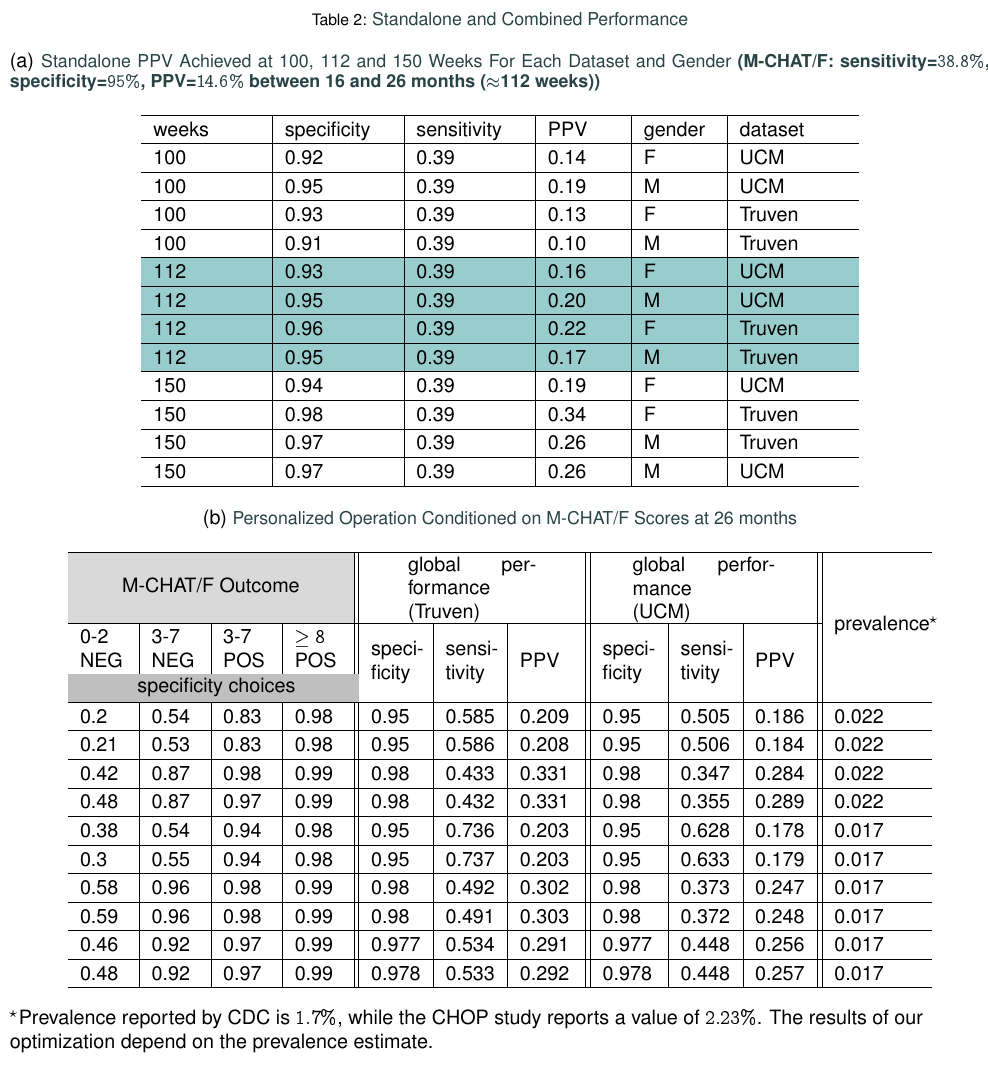 Table 2: Standalone and Combined Performance
(a) Standalone PPV Achieved at 100, 112 and 150 Weeks For Each Dataset and Gender (M-CHAT/F: sensitivity=38.8%,
specificity=95%, PPV=14.6% between 16 and 26 months (≈112 weeks))
weeks specificity sensitivity PPV gender dataset
100 0.92 0.39 0.14 F UCM
100 0.95 0.39 0.19 M UCM
100 0.93 0.39 0.13 F Truven
100 0.91 0.39 0.10 M Truven
112 0.93 0.39 0.16 F UCM
112 0.95 0.39 0.20 M UCM
112 0.96 0.39 0.22 F Truven
112 0.95 0.39 0.17 M Truven
150 0.94 0.39 0.19 F UCM
150 0.98 0.39 0.34 F Truven
150 0.97 0.39 0.26 M Truven
150 0.97 0.39 0.26 M UCM
(b) Personalized Operation Conditioned on M-CHAT/F Scores at 26 months
M-CHAT/F Outcome
global per-
formance
(Truven)
global perfor-
mance
(UCM)
prevalence*
0-2 3-7 3-7 ≥ 8
NEG NEG POS POS
specificity choices
speci- sensi- PPV speci- sensi- PPV
ficity tivity ficity tivity
0.2 0.54 0.83 0.98 0.95 0.585 0.209 0.95 0.505 0.186 0.022
0.21 0.53 0.83 0.98 0.95 0.586 0.208 0.95 0.506 0.184 0.022
0.42 0.87 0.98 0.99 0.98 0.433 0.331 0.98 0.347 0.284 0.022
0.48 0.87 0.97 0.99 0.98 0.432 0.331 0.98 0.355 0.289 0.022
0.38 0.54 0.94 0.98 0.95 0.736 0.203 0.95 0.628 0.178 0.017
0.3 0.55 0.94 0.98 0.95 0.737 0.203 0.95 0.633 0.179 0.017
0.58 0.96 0.98 0.99 0.98 0.492 0.302 0.98 0.373 0.247 0.017
0.59 0.96 0.98 0.99 0.98 0.491 0.303 0.98 0.372 0.248 0.017
0.46 0.92 0.97 0.99 0.977 0.534 0.291 0.977 0.448 0.256 0.017
0.48 0.92 0.97 0.99 0.978 0.533 0.292 0.978 0.448 0.257 0.017
*Prevalence reported by CDC is 1.7%, while the CHOP study reports a value of 2.23%. The results of our
optimization depend on the prevalence estimate.